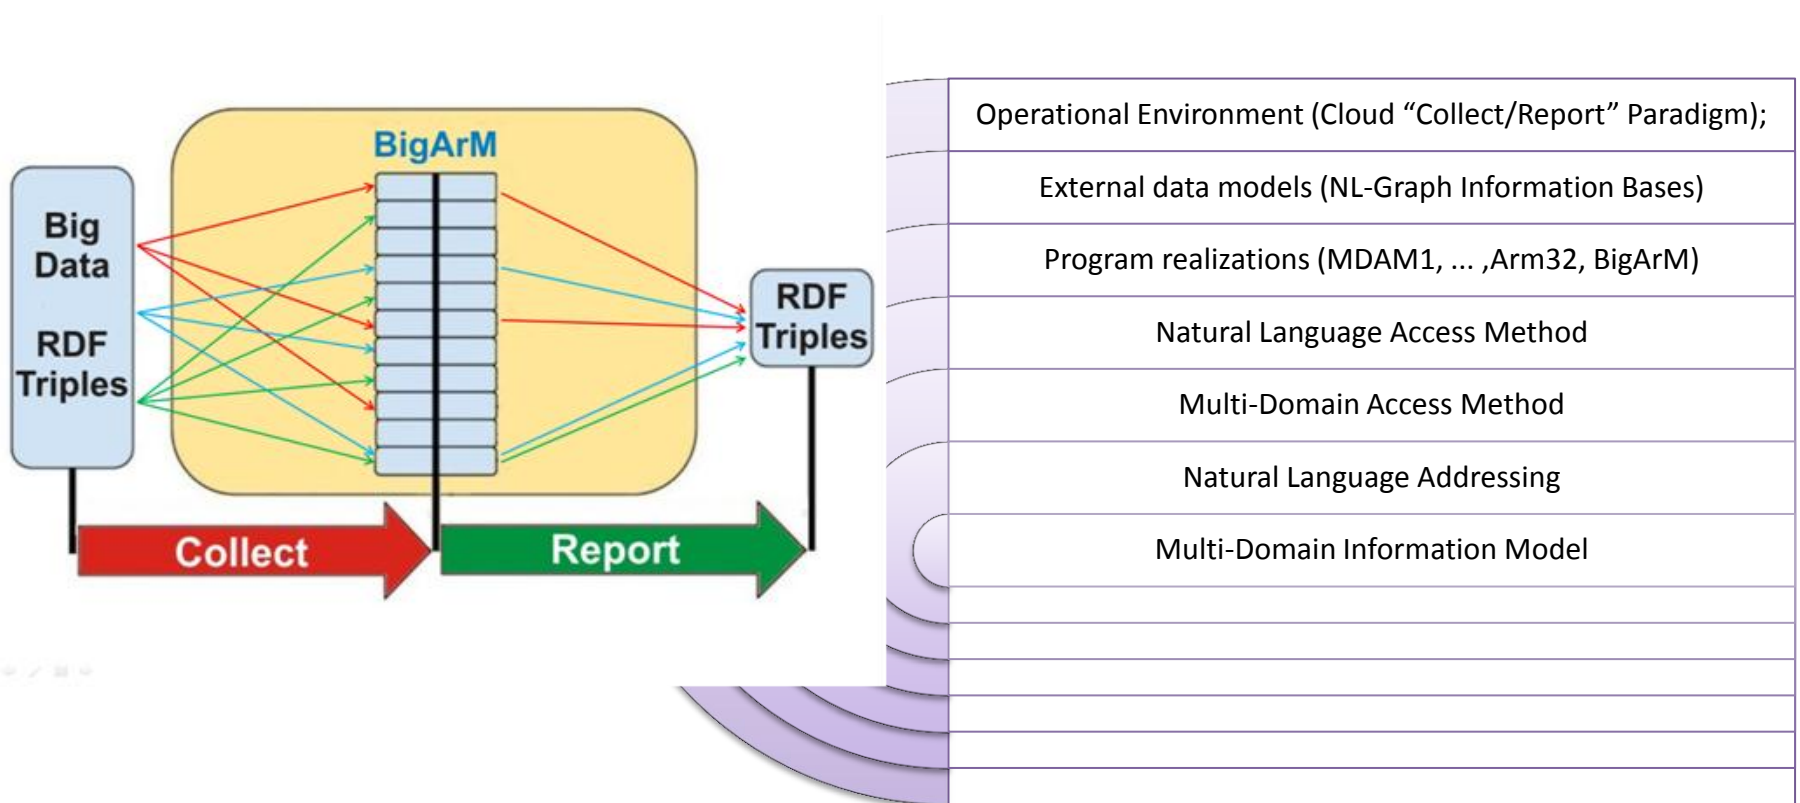 BigArM
Big
Data
RDF
Triples
RDF
Triples
Collect
Report
Operational Environment (Cloud “Collect/Report” Paradigm);
External data models (NL-Graph Information Bases)
Program realizations (MDAM1, ... ,Arm32, BigArM)
Natural Language Access Method
Multi-Domain Access Method
Natural Language Addressing
Multi-Domain Information Model